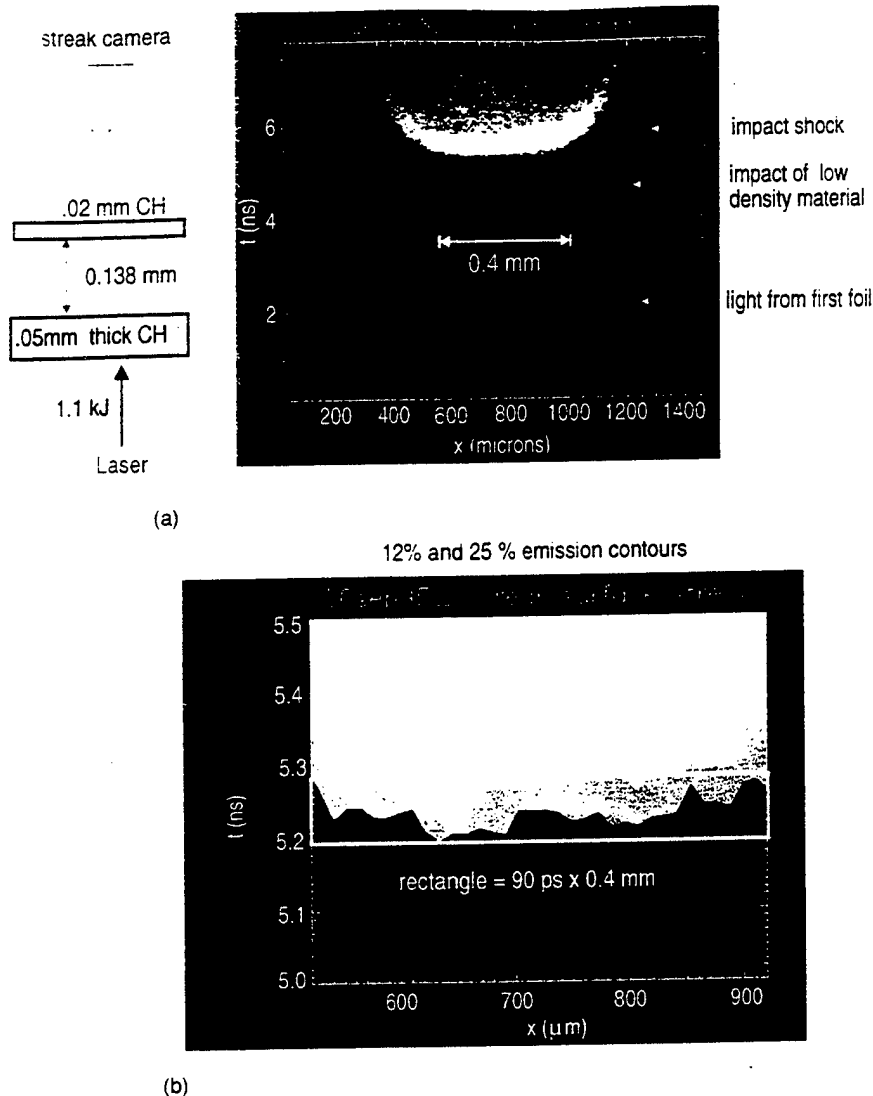 streak camera
.02 mm CH
0.138 mm
.05mm thick CH
1.1 kJ
Laser
t (ns)
6
4
2
0.4 mm
200 400 600 800 1000 1200 1400
x (microns)
impact shock
impact of low
density material
light from first foil
(a)
12% and 25 % emission contours
t (ns)
5.5
5.4
5.3
5.2
5.1
5.0
rectangle = 90 ps x 0.4 mm
600 700 800 900
x (μm)
(b)